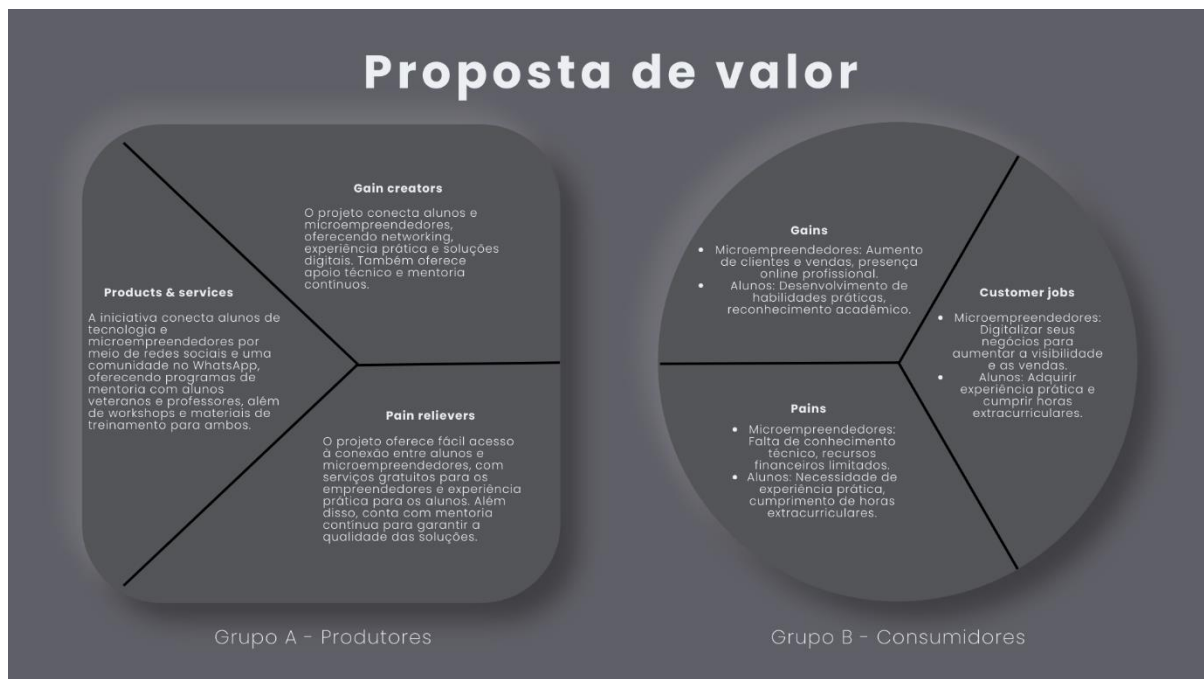 Proposta de valor
Gain creators
O projeto conecta alunos e
microempreendedores,
oferecendo networking,
experiência prática e soluções
digitais. Também oferece
apoio técnico e mentoria
contínuos.
Products & services
A iniciativa conecta alunos de
tecnologia e
microempreendedores por
meio de redes sociais e uma
comunidade no WhatsApp,
oferecendo programas de
mentoria com alunos
veteranos e professores, além
de workshops e materiais de
treinamento para ambos.
Pain relievers
O projeto oferece fácil acesso
à conexão entre alunos e
microempreendedores, com
serviços gratuitos para os
empreendedores e experiência
prática para os alunos. Além
disso, conta com mentoria
contínua para garantir a
qualidade das soluções.
Grupo A - Produtores
Gains
• Microempreendedores: Aumento
de clientes e vendas, presença
online profissional.
• Alunos: Desenvolvimento de
habilidades práticas,
reconhecimento acadêmico.
Customer jobs
• Microempreendedores:
Digitalizar seus
negócios para
aumentar a visibilidade
e as vendas.
• Alunos: Adquirir
experiência prática e
cumprir horas
extracurriculares.
Pains
• Microempreendedores:
Falta de conhecimento
técnico, recursos
financeiros limitados.
• Alunos: Necessidade de
experiência prática,
cumprimento de horas
extracurriculares.
Grupo B - Consumidores